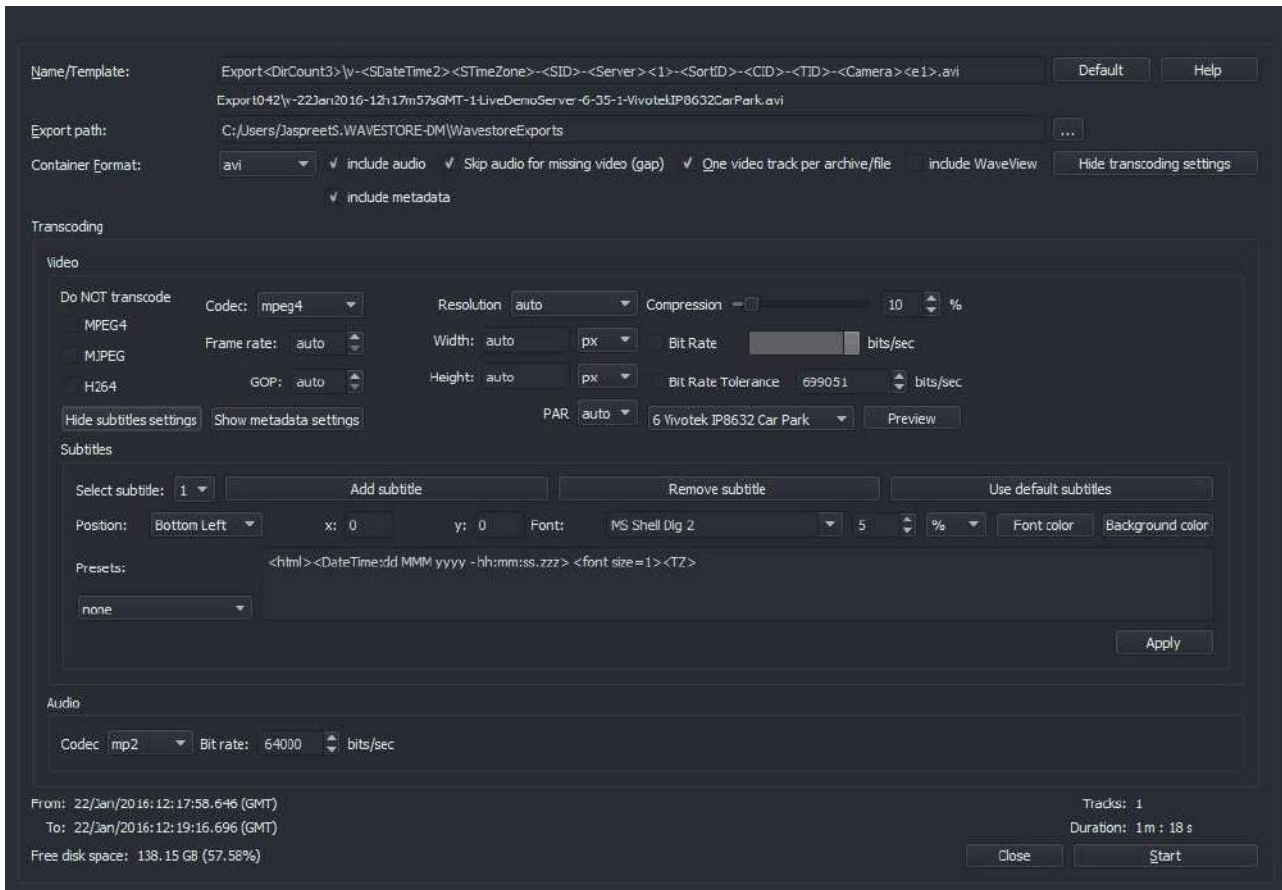 Name/Template: Export<DirCount3>\v-<SDateTime2><STimeZone>-<SID>-<Server><1>-<SortID>-<CID>-<TID>-<Camera><e1>.avi Default Help
Export042\v-22Jan2016-12h17m57sGMT-1-LiveDemoServer-6-35-1-VivotekIP8632CarPark.avi
Export path: C:/Users/JaspreetS.WAVESTORE-DM\WavestoreExports ...
Container Format: avi include audio Skip audio for missing video (gap) One video track per archive/file include WaveView Hide transcoding settings
include metadata
Transcoding
Video
Do NOT transcode Codec: mpeg4 Resolution auto Compression 10 %
MPEG4
Frame rate: auto Width: auto px Bit Rate bits/sec
MJPEG
H264 GOP: auto Height: auto px Bit Rate Tolerance 699051 bits/sec
Hide subtitles settings Show metadata settings PAR auto 6 Vivotek IP8632 Car Park Preview
Subtitles
Select subtitle: 1 Add subtitle Remove subtitle Use default subtitles
Position: Bottom Left x: 0 y: 0 Font: MS Shell Dlg 2 5 % Font color Background color
Presets: <html><DateTime:dd MMM yyyy - hh:mm:ss.zzz> <font size=1><TZ>
none
Apply
Audio
Codec mp2 Bit rate: 64000 bits/sec
From: 22/Jan/2016:12:17:58.646 (GMT) Tracks: 1
To: 22/Jan/2016:12:19:16.696 (GMT) Duration: 1m : 18 s
Free disk space: 138.15 GB (57.58%) Close Start